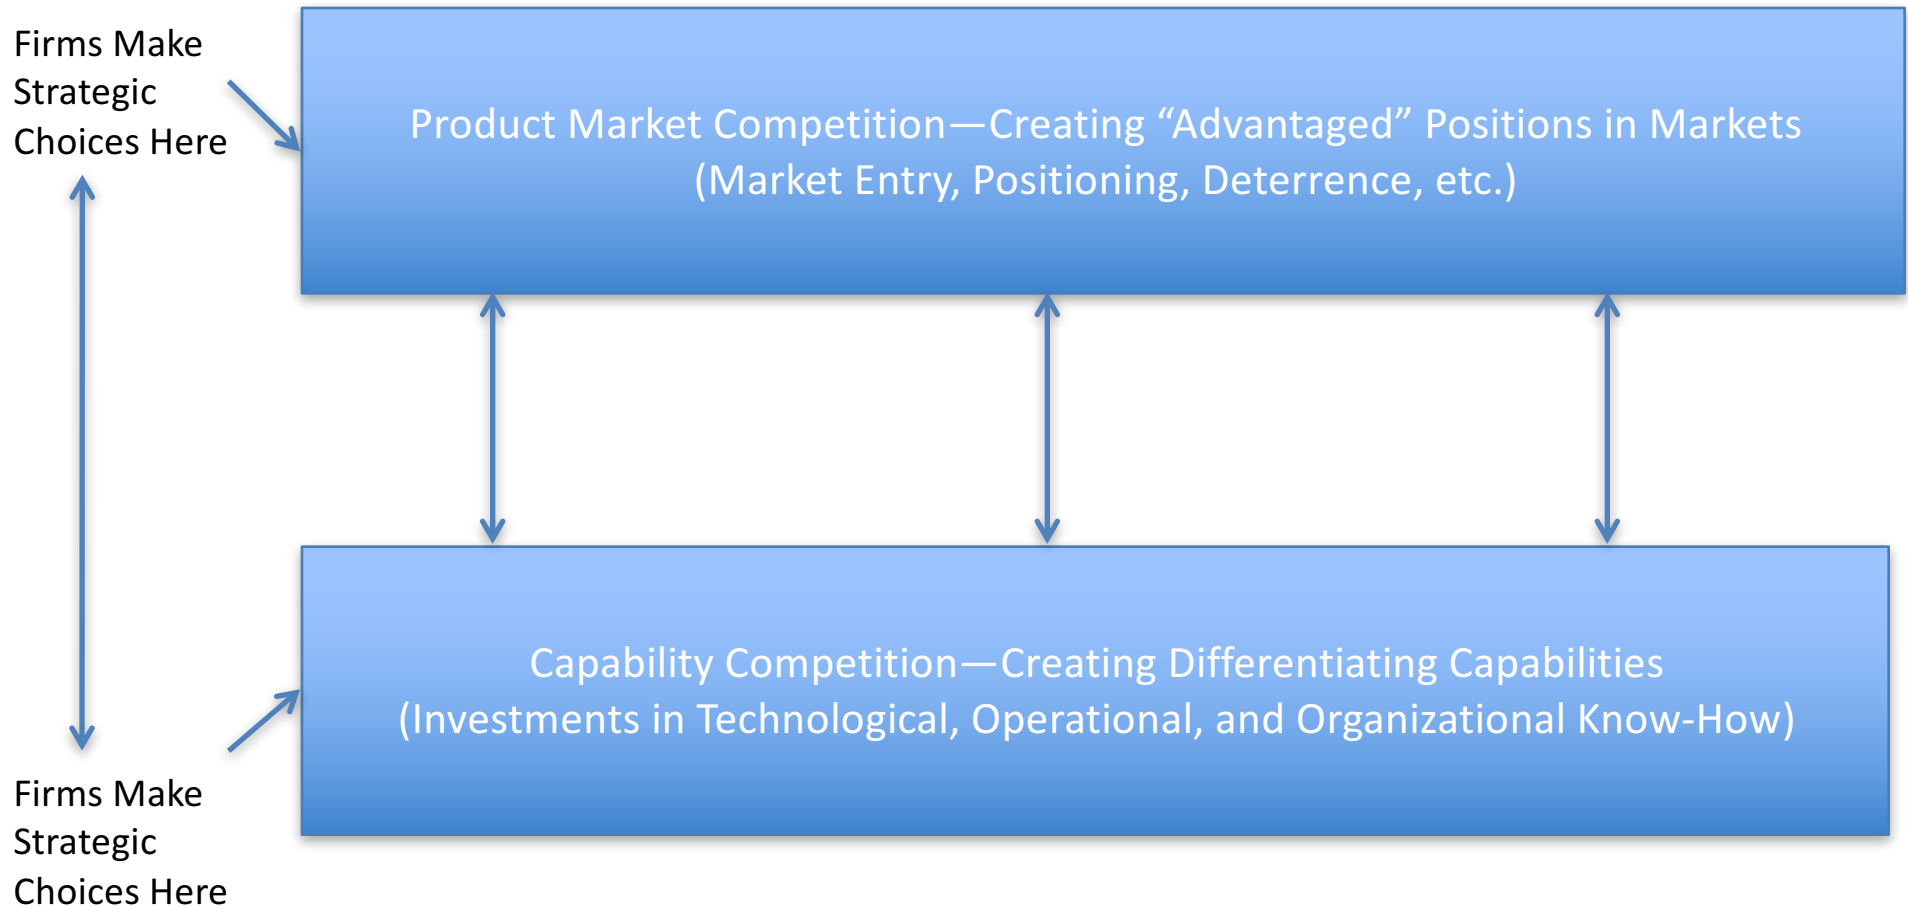 Firms Make
Strategic
Choices Here
Product Market Competition—Creating “Advantaged” Positions in Markets
(Market Entry, Positioning, Deterrence, etc.)
Capability Competition—Creating Differentiating Capabilities
(Investments in Technological, Operational, and Organizational Know-How)
Firms Make
Strategic
Choices Here